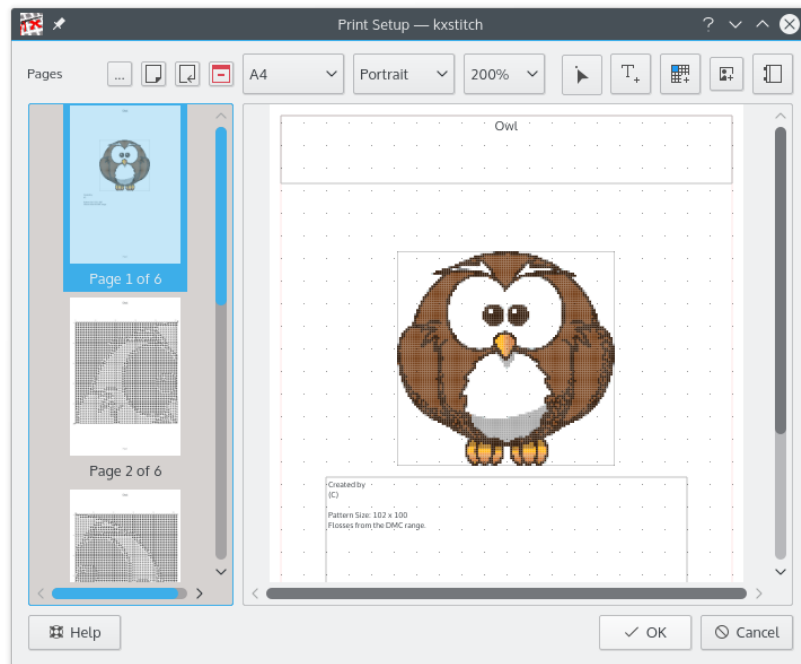 Print Setup — kxstitch
Pages
...
A4
Portrait
200%
Owl
Page 1 of 6
Page 2 of 6
Created by
(C)
Pattern Size: 102 x 100
Flosses from the DMC range.
Help
OK
Cancel